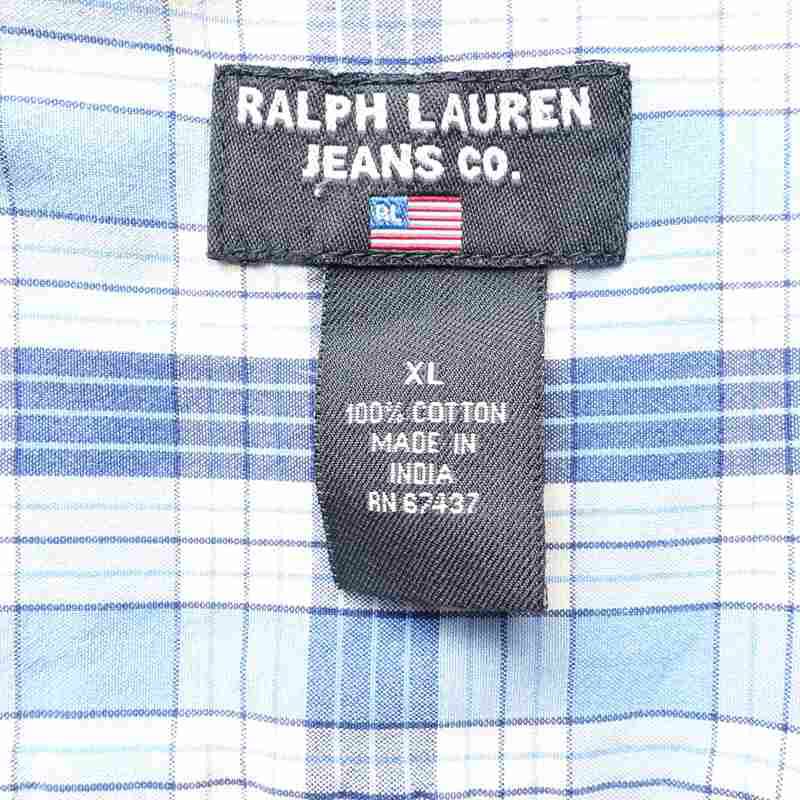 RALPH LAUREN
JEANS CO.
RL
XL
100% COTTON
MADE IN
INDIA
RN 67437